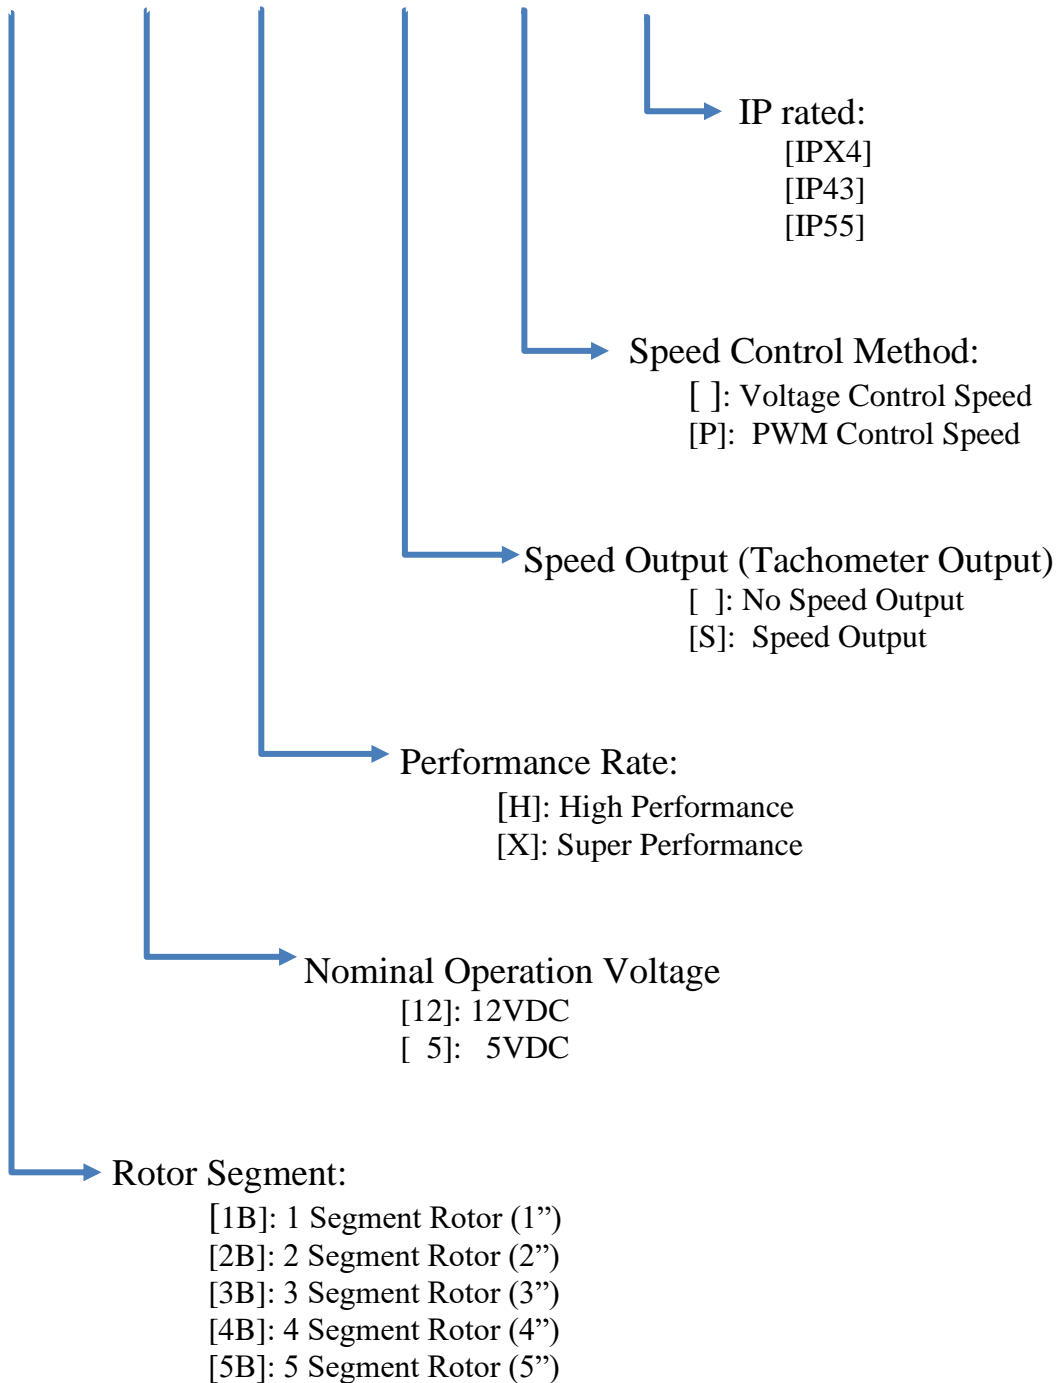 IP rated:
[IPX4]
[IP43]
[IP55]
Speed Control Method:
[ ]: Voltage Control Speed
[P]: PWM Control Speed
Speed Output (Tachometer Output)
[ ]: No Speed Output
[S]: Speed Output
Performance Rate:
[H]: High Performance
[X]: Super Performance
Nominal Operation Voltage
[12]: 12VDC
[ 5]: 5VDC
Rotor Segment:
[1B]: 1 Segment Rotor (1”)
[2B]: 2 Segment Rotor (2”)
[3B]: 3 Segment Rotor (3”)
[4B]: 4 Segment Rotor (4”)
[5B]: 5 Segment Rotor (5”)